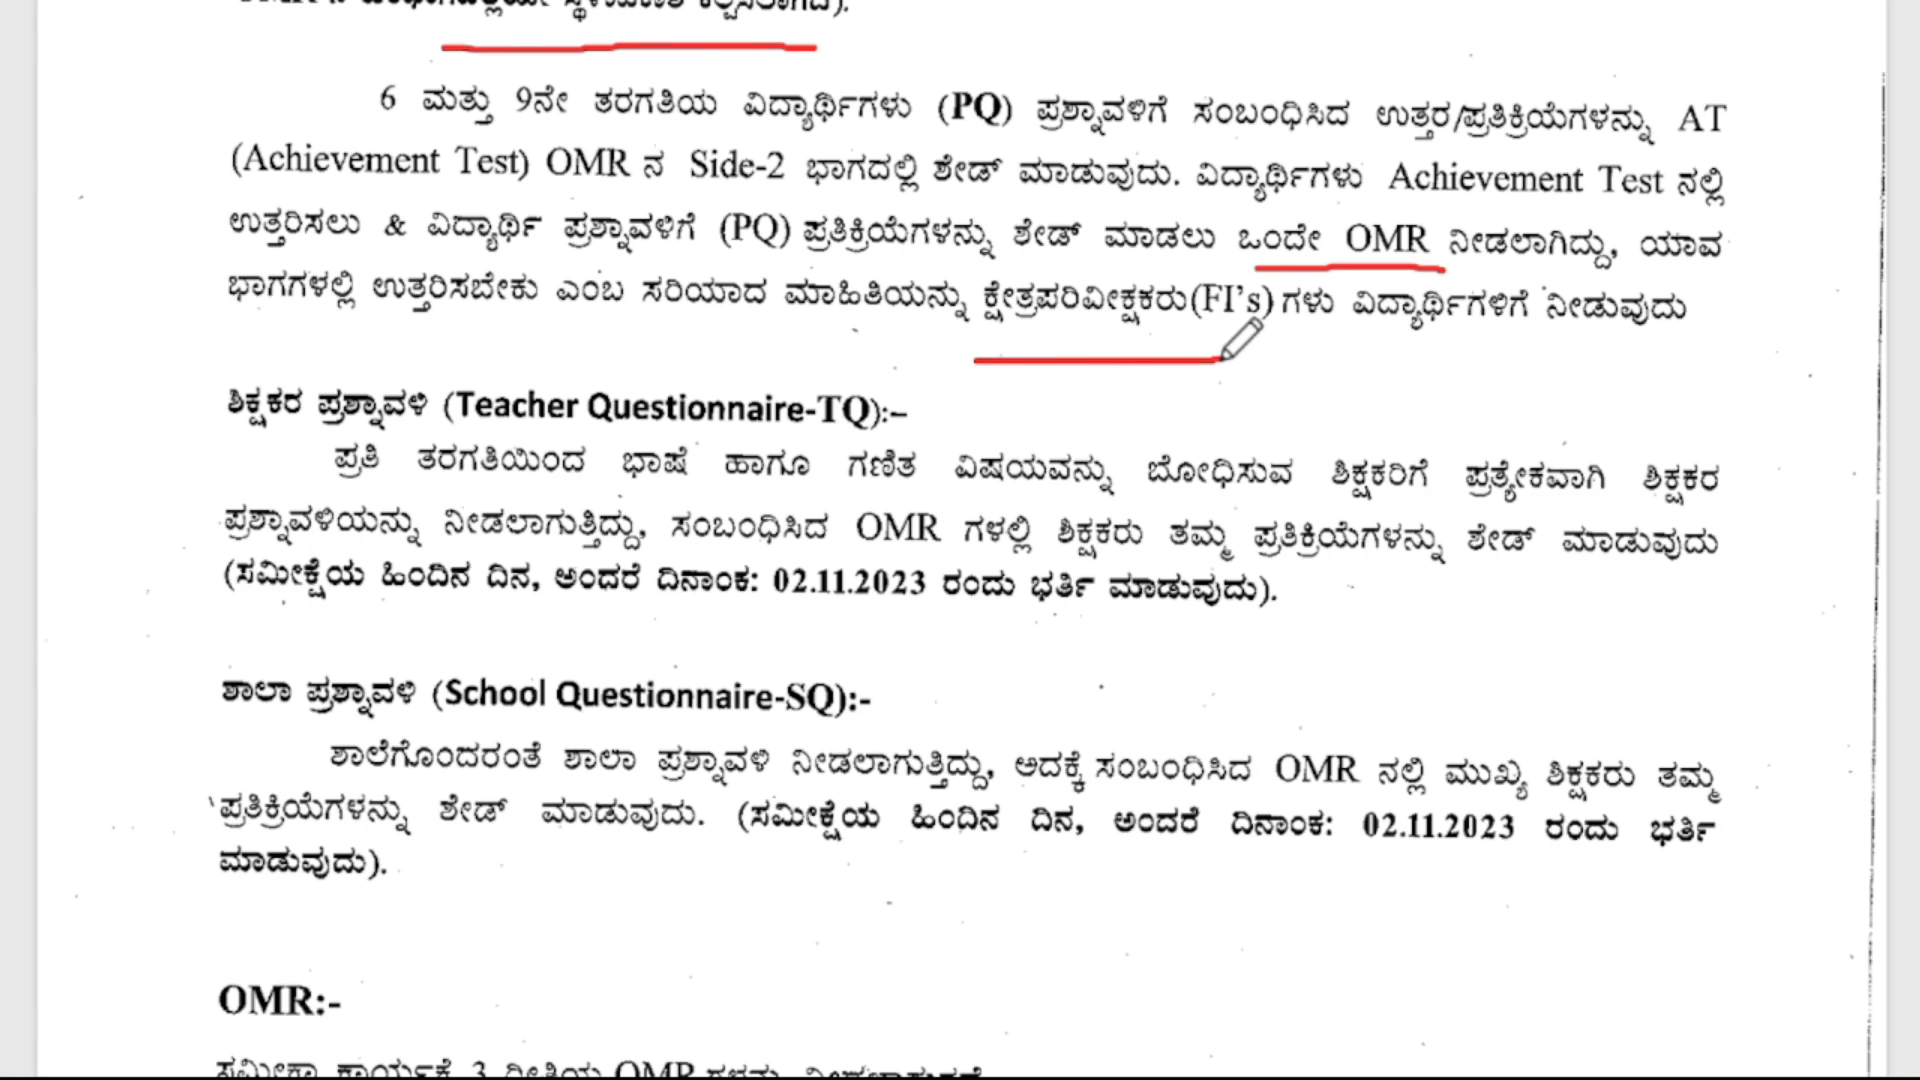 6 ಮತ್ತು 9ನೇ ತರಗತಿಯ ವಿದ್ಯಾರ್ಥಿಗಳು (PQ) ಪ್ರಶ್ನಾವಳಿಗೆ ಸಂಬಂಧಿಸಿದ ಉತ್ತರ/ಪ್ರತಿಕ್ರಿಯೆಗಳನ್ನು AT
(Achievement Test) OMR ನ Side-2 ಭಾಗದಲ್ಲಿ ಶೇಡ್ ಮಾಡುವುದು. ವಿದ್ಯಾರ್ಥಿಗಳು Achievement Test ನಲ್ಲಿ
ಉತ್ತರಿಸಲು & ವಿದ್ಯಾರ್ಥಿ ಪ್ರಶ್ನಾವಳಿಗೆ (PQ) ಪ್ರತಿಕ್ರಿಯೆಗಳನ್ನು ಶೇಡ್ ಮಾಡಲು ಒಂದೇ OMR ನೀಡಲಾಗಿದ್ದು, ಯಾವ
ಭಾಗಗಳಲ್ಲಿ ಉತ್ತರಿಸಬೇಕು ಎಂಬ ಸರಿಯಾದ ಮಾಹಿತಿಯನ್ನು ಕ್ಷೇತ್ರಪರಿವೀಕ್ಷಕರು(FI's) ಗಳು ವಿದ್ಯಾರ್ಥಿಗಳಿಗೆ ನೀಡುವುದು
ಶಿಕ್ಷಕರ ಪ್ರಶ್ನಾವಳಿ (Teacher Questionnaire-TQ):–
ಪ್ರತಿ ತರಗತಿಯಿಂದ ಭಾಷೆ ಹಾಗೂ ಗಣಿತ ವಿಷಯವನ್ನು ಬೋಧಿಸುವ ಶಿಕ್ಷಕರಿಗೆ ಪ್ರತ್ಯೇಕವಾಗಿ ಶಿಕ್ಷಕರ
ಪ್ರಶ್ನಾವಳಿಯನ್ನು ನೀಡಲಾಗುತ್ತಿದ್ದು, ಸಂಬಂಧಿಸಿದ OMR ಗಳಲ್ಲಿ ಶಿಕ್ಷಕರು ತಮ್ಮ ಪ್ರತಿಕ್ರಿಯೆಗಳನ್ನು ಶೇಡ್ ಮಾಡುವುದು
(ಸಮೀಕ್ಷೆಯ ಹಿಂದಿನ ದಿನ, ಅಂದರೆ ದಿನಾಂಕ: 02.11.2023 ರಂದು ಭರ್ತಿ ಮಾಡುವುದು).
ಶಾಲಾ ಪ್ರಶ್ನಾವಳಿ (School Questionnaire-SQ):-
ಶಾಲೆಗೊಂದರಂತೆ ಶಾಲಾ ಪ್ರಶ್ನಾವಳಿ ನೀಡಲಾಗುತ್ತಿದ್ದು, ಅದಕ್ಕೆ ಸಂಬಂಧಿಸಿದ OMR ನಲ್ಲಿ ಮುಖ್ಯ ಶಿಕ್ಷಕರು ತಮ್ಮ
ಪ್ರತಿಕ್ರಿಯೆಗಳನ್ನು ಶೇಡ್ ಮಾಡುವುದು. (ಸಮೀಕ್ಷೆಯ ಹಿಂದಿನ ದಿನ, ಅಂದರೆ ದಿನಾಂಕ: 02.11.2023 ರಂದು ಭರ್ತಿ
ಮಾಡುವುದು).
OMR:-